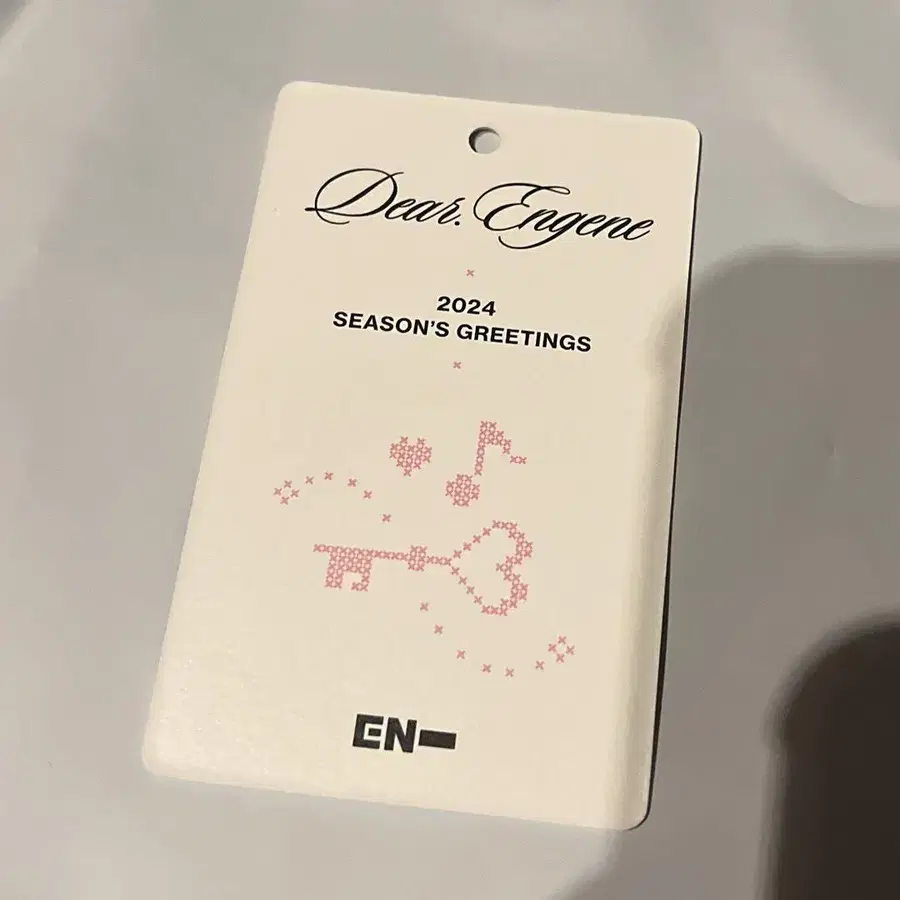 Dear. Engene
2024
SEASON'S GREETINGS
EN-